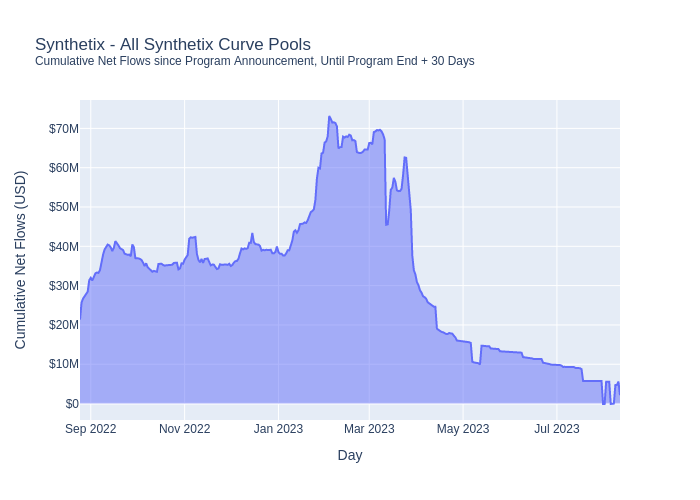 Synthetix - All Synthetix Curve Pools
Cumulative Net Flows since Program Announcement, Until Program End + 30 Days
Cumulative Net Flows (USD)
$70M
$60M
$50M
$40M
$30M
$20M
$10M
$0
Sep 2022
Nov 2022
Jan 2023
Mar 2023
May 2023
Jul 2023
Day